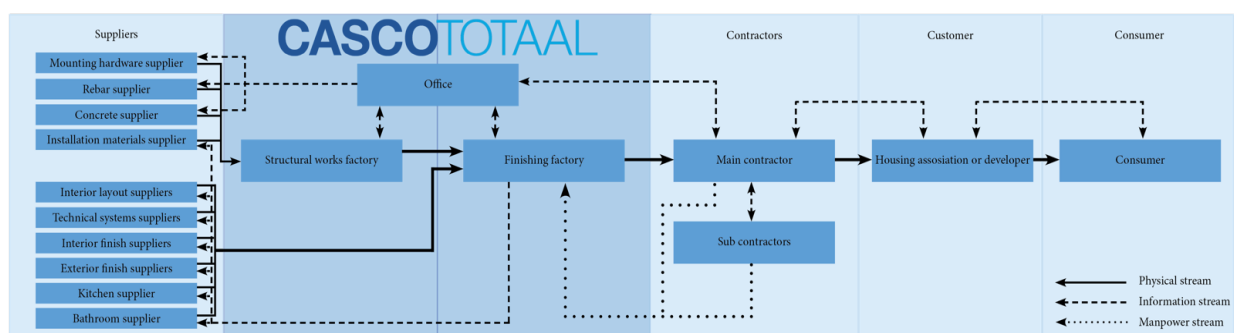 Suppliers
CASCOTOTAAL
Contractors
Customer
Consumer
Mounting hardware supplier
Rebar supplier
Concrete supplier
Installation materials supplier
Office
Structural works factory
Finishing factory
Main contractor
Housing assosiation or developer
Consumer
Interior layout suppliers
Technical systems suppliers
Interior finish suppliers
Exterior finish suppliers
Kitchen supplier
Bathroom supplier
Sub contractors
Physical stream
Information stream
Manpower stream